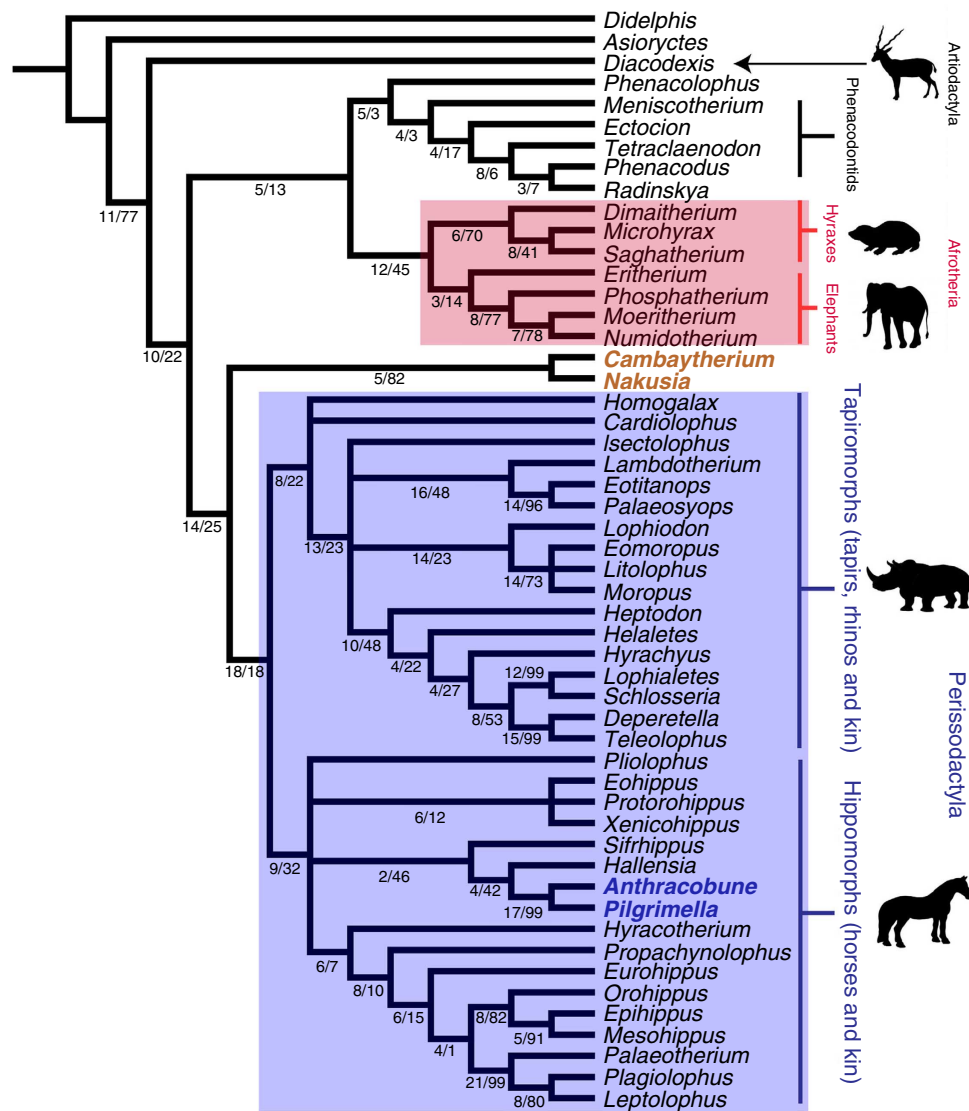 Didelphis
Asioryctes
Diacodexis
Phenacolophus
Meniscotherium
Ectocion
Tetraclaenodon
Phenacodus
Radinskya
Dimaitherium
Microhyrax
Saghatherium
Eritherium
Phosphatherium
Moeritherium
Numidotherium
Cambaytherium
Nakusia
Homogalax
Cardiolophus
Isectolophus
Lambdotherium
Eotitanops
Palaeosyops
Lophiodon
Eomoropus
Litolophus
Moropus
Heptodon
Helaletes
Hyrachyus
Lophialetes
Schlosseria
Deperetella
Teleolophus
Pliolophus
Eohippus
Protorohippus
Xenicohippus
Sifrhippus
Hallensia
Anthracobune
Pilgrimella
Hyracotherium
Propachynolophus
Eurohippus
Orohippus
Epihippus
Mesohippus
Palaeotherium
Plagiolophus
Leptolophus
5/3
4/3
4/17
8/6
3/7
5/13
11/77
6/70
8/41
12/45
3/14
8/77
7/78
10/22
5/82
8/22
16/48
14/96
14/25
13/23
14/23
14/73
10/48
4/22
18/18
4/27
12/99
8/53
15/99
6/12
9/32
2/46
4/42
17/99
6/7
8/10
6/15
8/82
5/91
4/1
21/99
8/80
Artiodactyla
Phenacodontids
Hyraxes
Elephants
Afrotheria
Tapiromorphs (tapirs, rhinos and kin)
Hippomorphs (horses and kin)
Perissodactyla